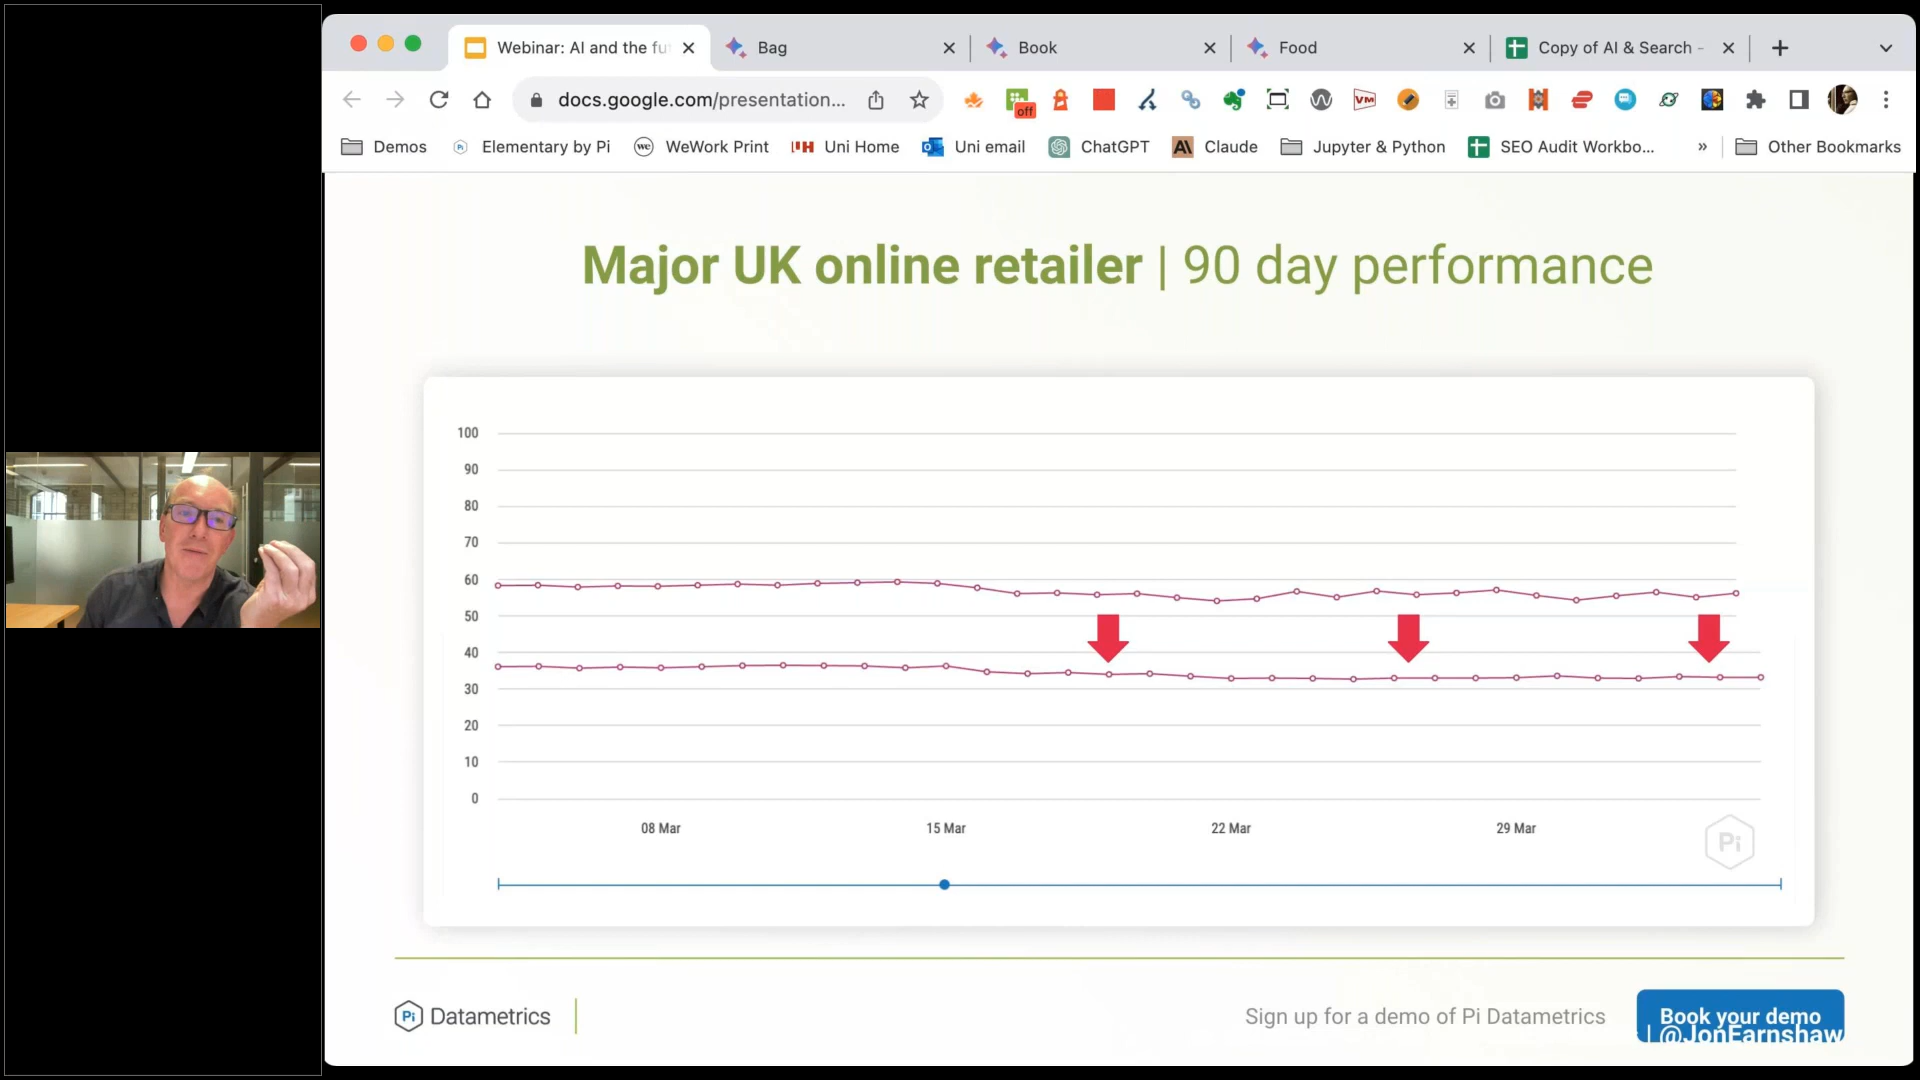 Webinar: AI and the fu
Bag
Book
Food
Copy of AI & Search -
docs.google.com/presentation...
off
VM
Demos
Elementary by Pi
WeWork Print
Uni Home
Uni email
ChatGPT
Claude
Jupyter & Python
SEO Audit Workbo...
»
Other Bookmarks
Major UK online retailer | 90 day performance
100
90
80
70
60
50
40
30
20
10
0
08 Mar
15 Mar
22 Mar
29 Mar
Pi
Pi Datametrics
Sign up for a demo of Pi Datametrics
Book your demo
| @JonEarnshaw